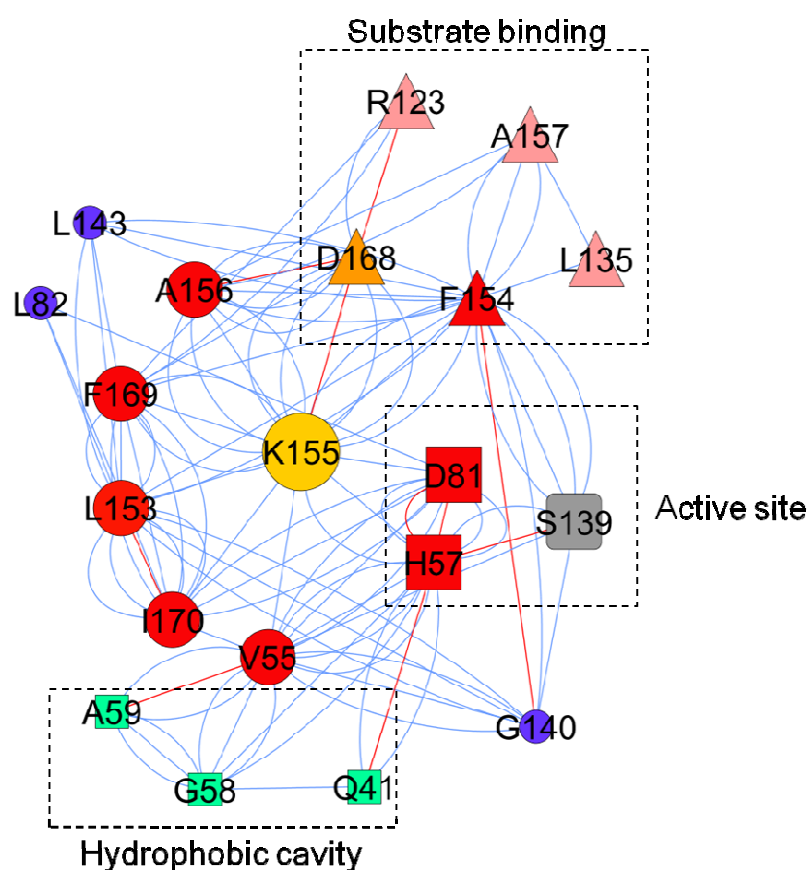 Substrate binding
R123
A157
L143
D168
L135
A156
F154
L82
F169
K155
D81
L153
S139
Active site
H57
I170
V55
A59
G140
G58
Q41
Hydrophobic cavity